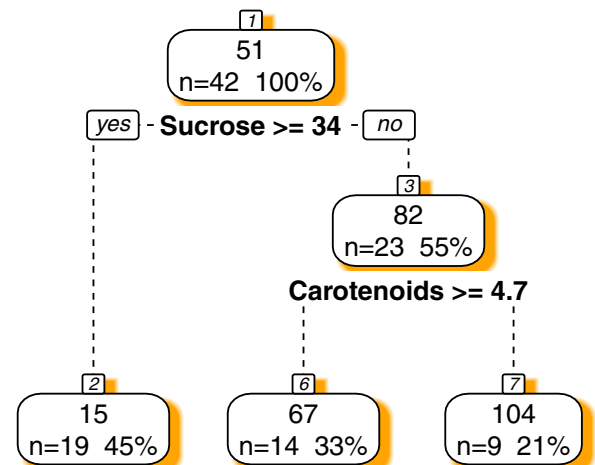 1
51
n=42 100%
yes Sucrose >= 34 no
3
82
n=23 55%
Carotenoids >= 4.7
2 6 7
15 67 104
n=19 45% n=14 33% n=9 21%